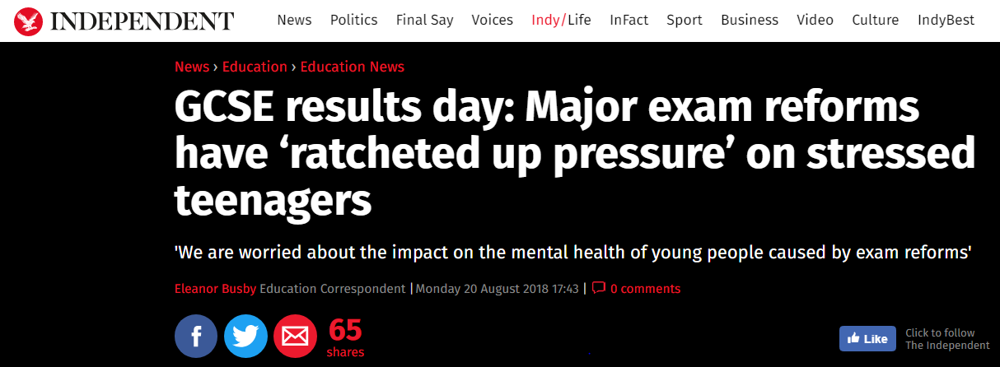 INDEPENDENT News Politics Final Say Voices Indy/Life InFact Sport Business Video Culture IndyBest
News › Education › Education News
GCSE results day: Major exam reforms
have ‘ratcheted up pressure’ on stressed
teenagers
'We are worried about the impact on the mental health of young people caused by exam reforms'
Eleanor Busby Education Correspondent | Monday 20 August 2018 17:43 | 0 comments
65
shares
Like
Click to follow
The Independent